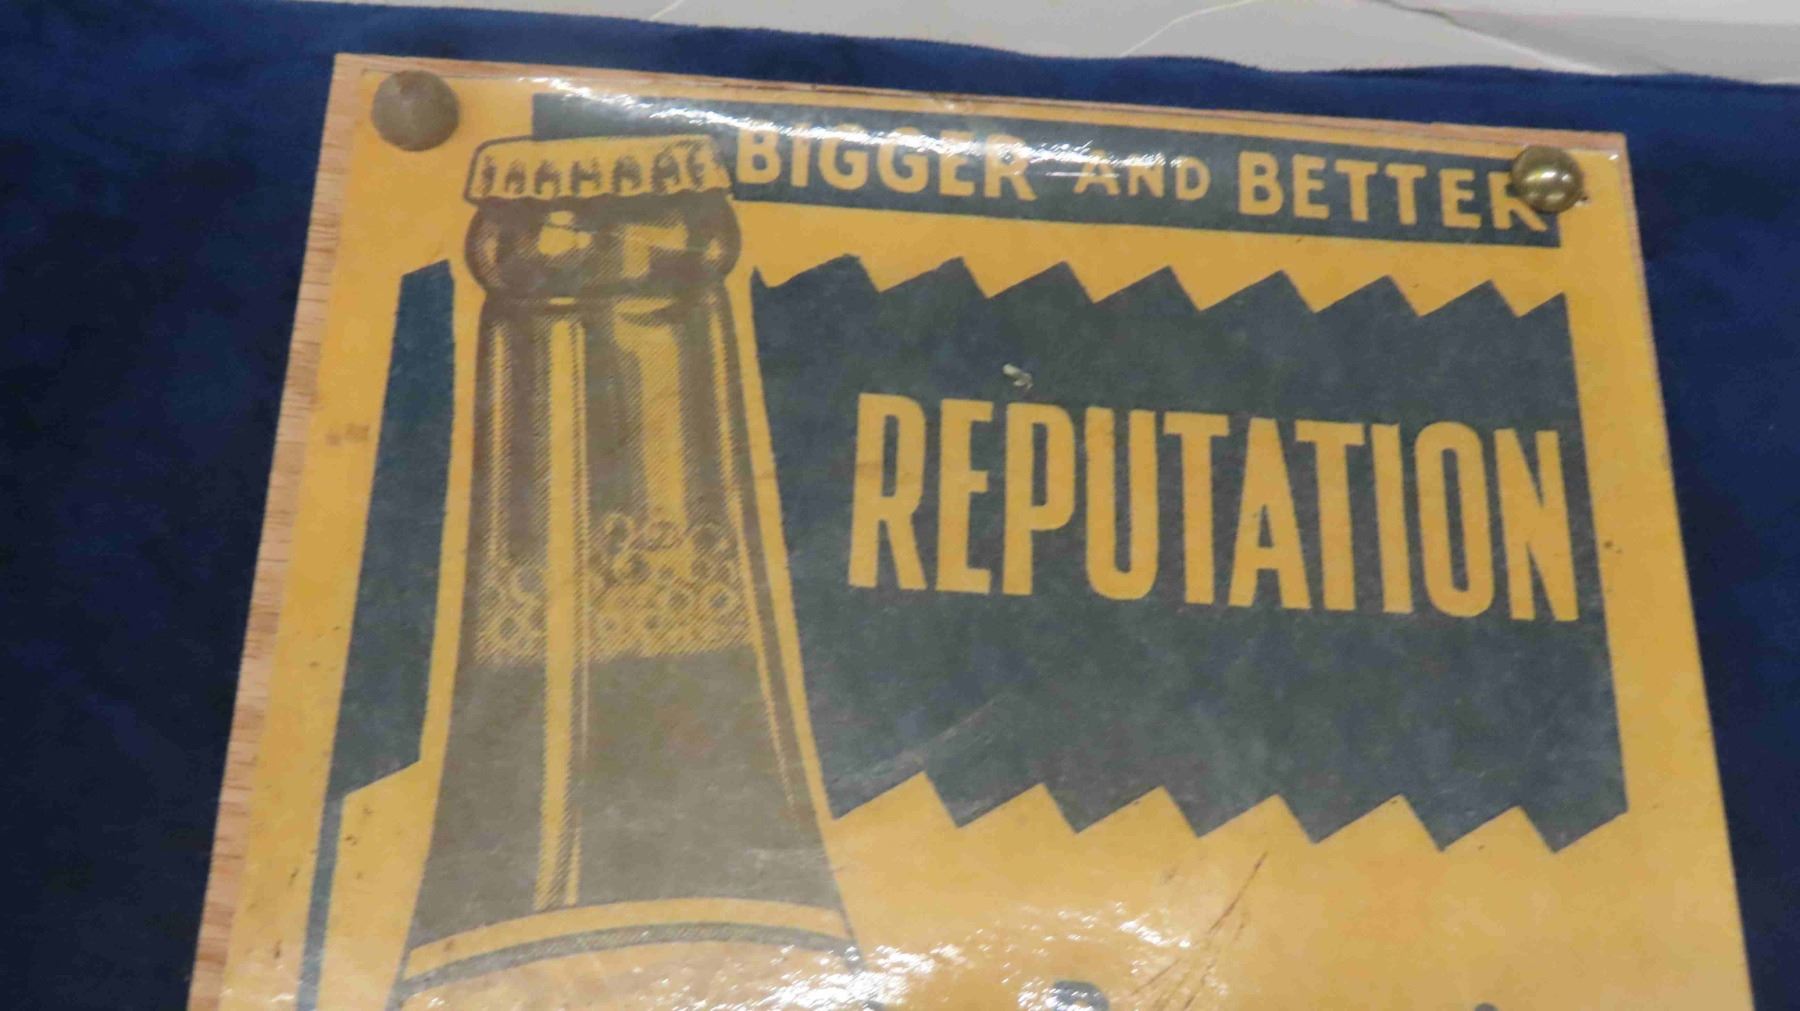 BIGGER AND BETTER
REPUTATION